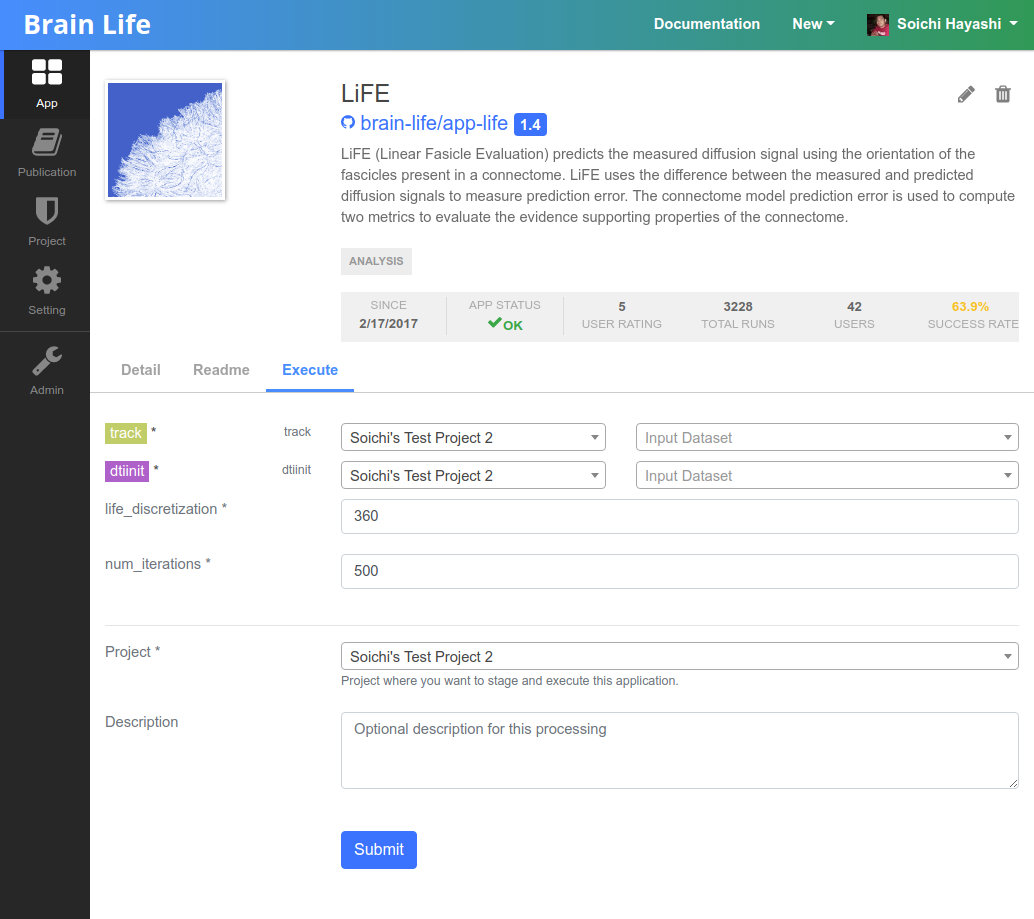 Brain Life
Documentation New Soichi Hayashi
App
Publication
Project
Setting
Admin
LiFE
brain-life/app-life 1.4
LiFE (Linear Fasicle Evaluation) predicts the measured diffusion signal using the orientation of the
fascicles present in a connectome. LiFE uses the difference between the measured and predicted
diffusion signals to measure prediction error. The connectome model prediction error is used to compute
two metrics to evaluate the evidence supporting properties of the connectome.
ANALYSIS
SINCE APP STATUS 5 3228 42 63.9%
2/17/2017 OK USER RATING TOTAL RUNS USERS SUCCESS RATE
Detail Readme Execute
track * track Soichi's Test Project 2 Input Dataset
dtiinit * dtiinit Soichi's Test Project 2 Input Dataset
life_discretization * 360
num_iterations * 500
Project * Soichi's Test Project 2
Project where you want to stage and execute this application.
Description Optional description for this processing
Submit